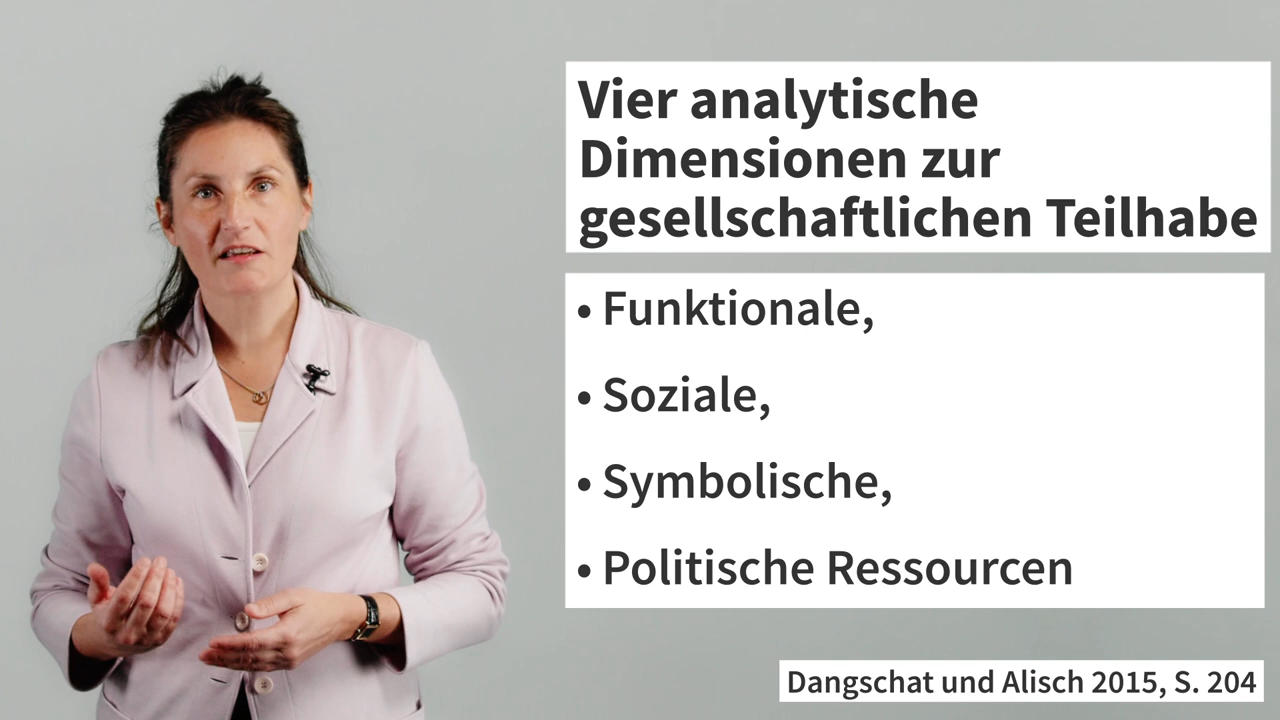 Vier analytische
Dimensionen zur
gesellschaftlichen Teilhabe
• Funktionale,
• Soziale,
• Symbolische,
• Politische Ressourcen
Dangschat und Alisch 2015, S. 204